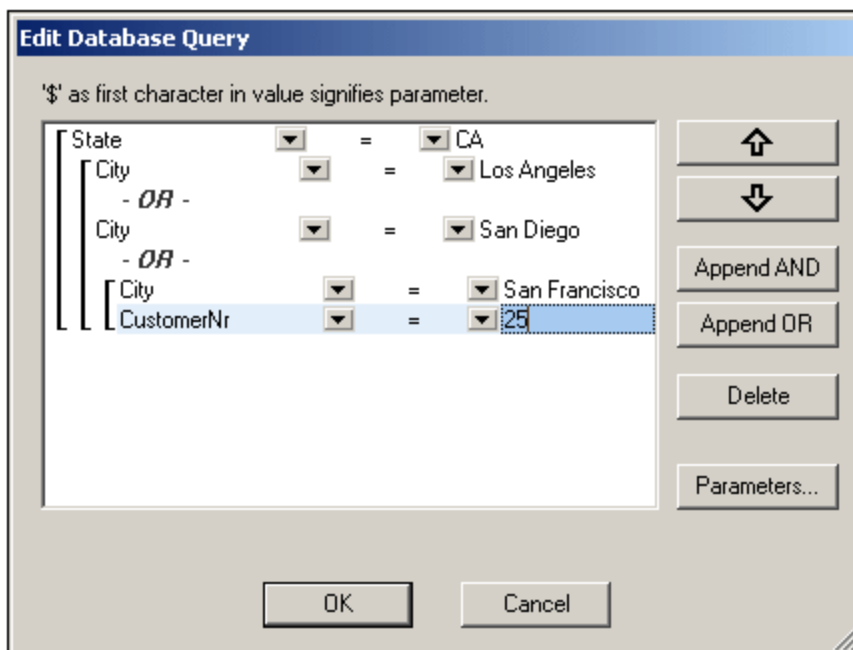 Edit Database Query
'$' as first character in value signifies parameter.
State = CA
City = Los Angeles
- OR -
City = San Diego
- OR -
City = San Francisco
CustomerNr = 25
Append AND
Append OR
Delete
Parameters...
OK Cancel